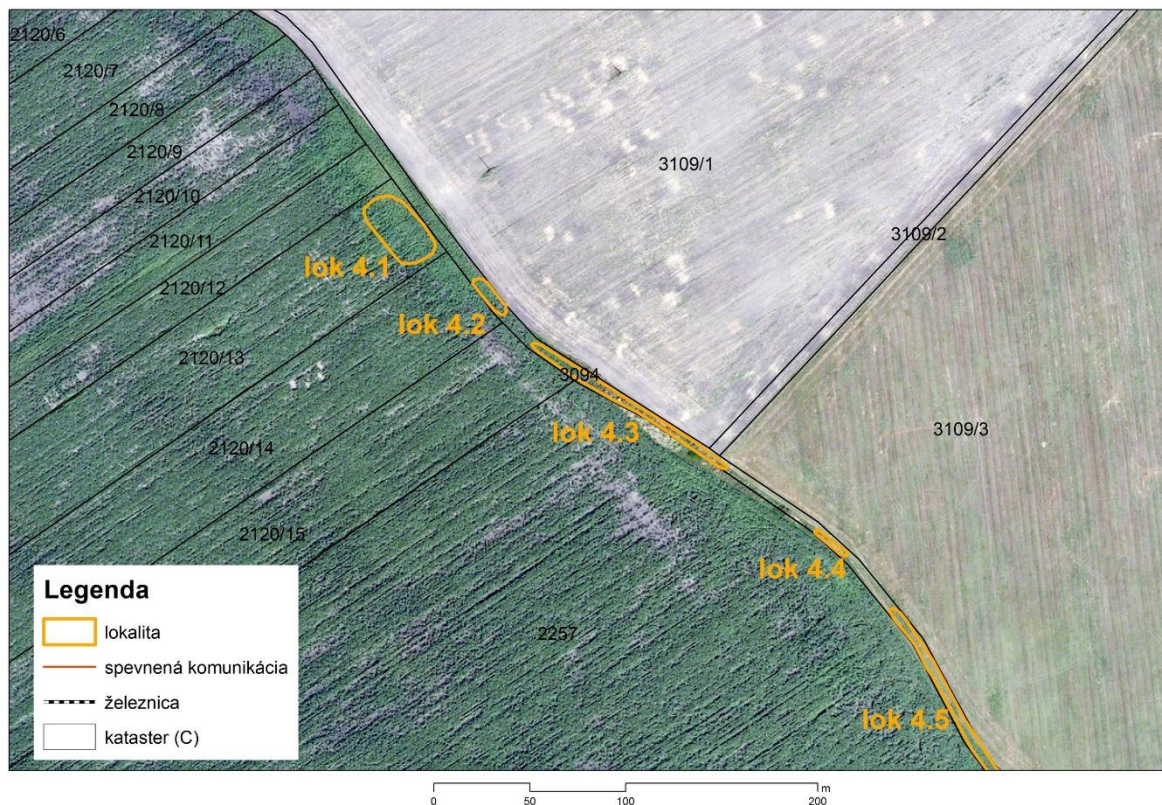 2120/6
2120/7
2120/8
2120/9
2120/10
2120/11
2120/12
2120/13
2120/14
2120/15
3109/1
3109/2
3109/3
3094
2257
lok 4.1
lok 4.2
lok 4.3
lok 4.4
lok 4.5
Legenda
lokalita
spevnená komunikácia
železnica
kataster (C)
0 50 100 200 m